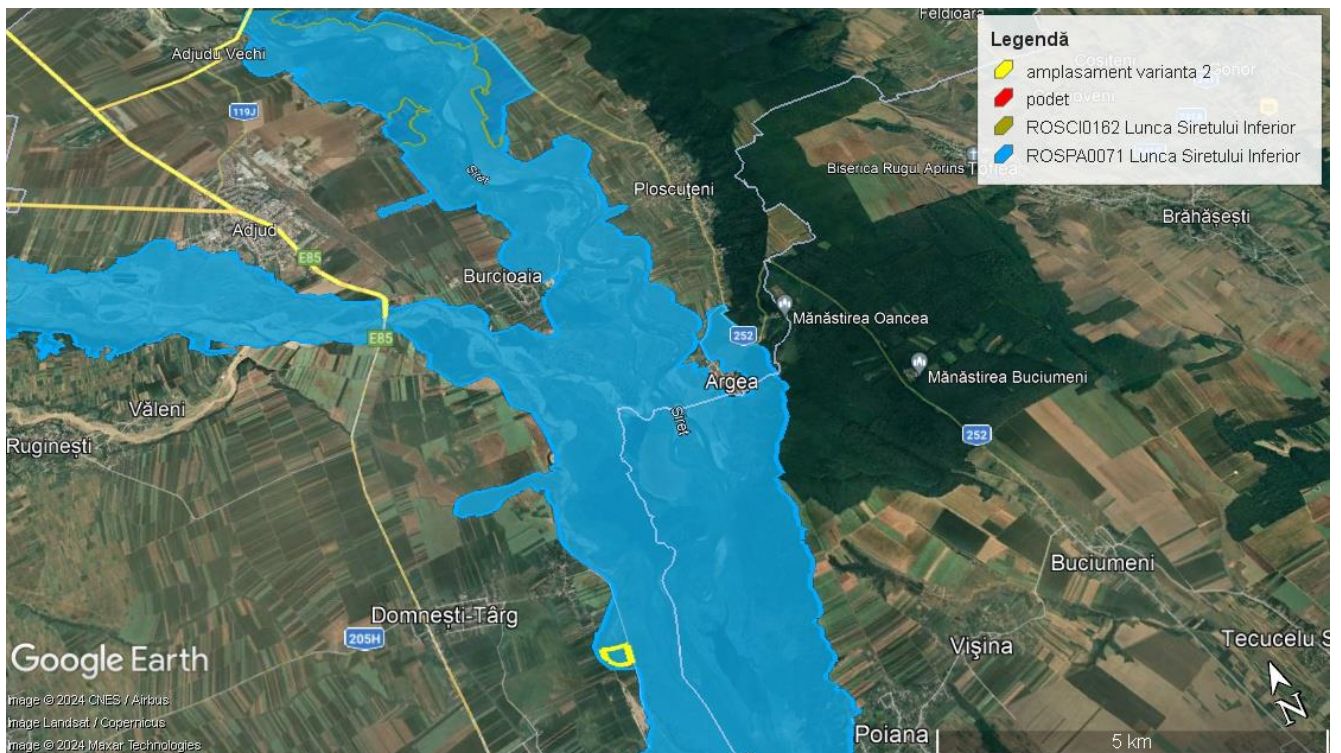 Feldioara
Legendă
amplasament varianta 2
podet
ROSCI0162 Lunca Siretului Inferior
ROSPA0071 Lunca Siretului Inferior
Adjudu Vechi
119J
Siret
Ploscuțeni
Biserica Rugul Aprins
Brăhășești
Adjud
E85
Burcioaia
E85
Mănăstirea Oancea
252
Argea
Mănăstirea Buciumeni
Siret
Văleni
Ruginești
252
Buciumeni
Domnești-Târg
205H
Vișina
Tecucelu S
Google Earth
Image © 2024 CNES / Airbus
Image Landsat / Copernicus
Image © 2024 Maxar Technologies
Poiana
5 km
N